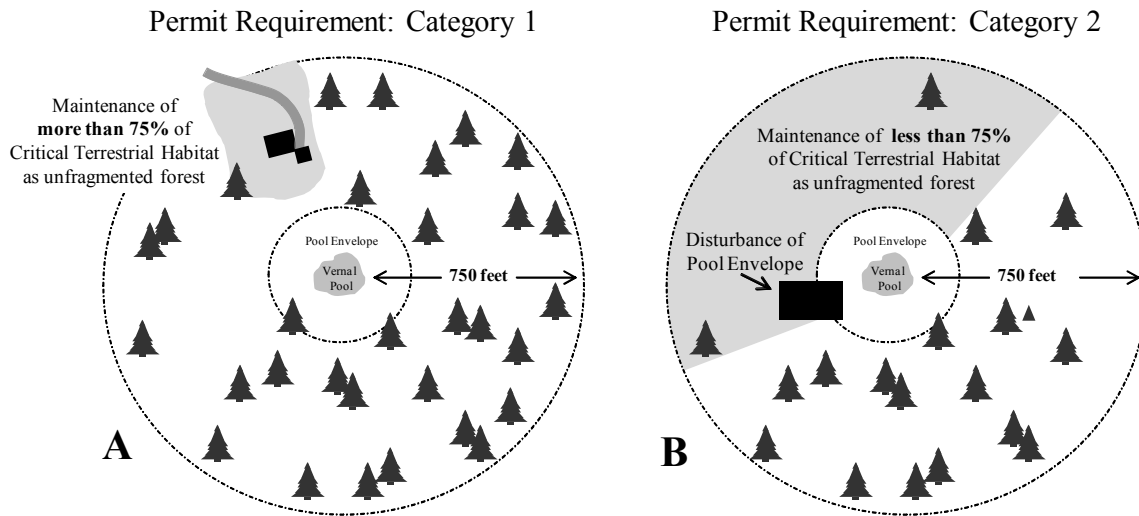 Permit Requirement: Category 1
Maintenance of
more than 75% of
Critical Terrestrial Habitat
as unfragmented forest
Pool Envelope
Vernal
Pool
750 feet
A
Permit Requirement: Category 2
Maintenance of less than 75%
of Critical Terrestrial Habitat
as unfragmented forest
Disturbance of
Pool Envelope
Pool Envelope
Vernal
Pool
750 feet
B